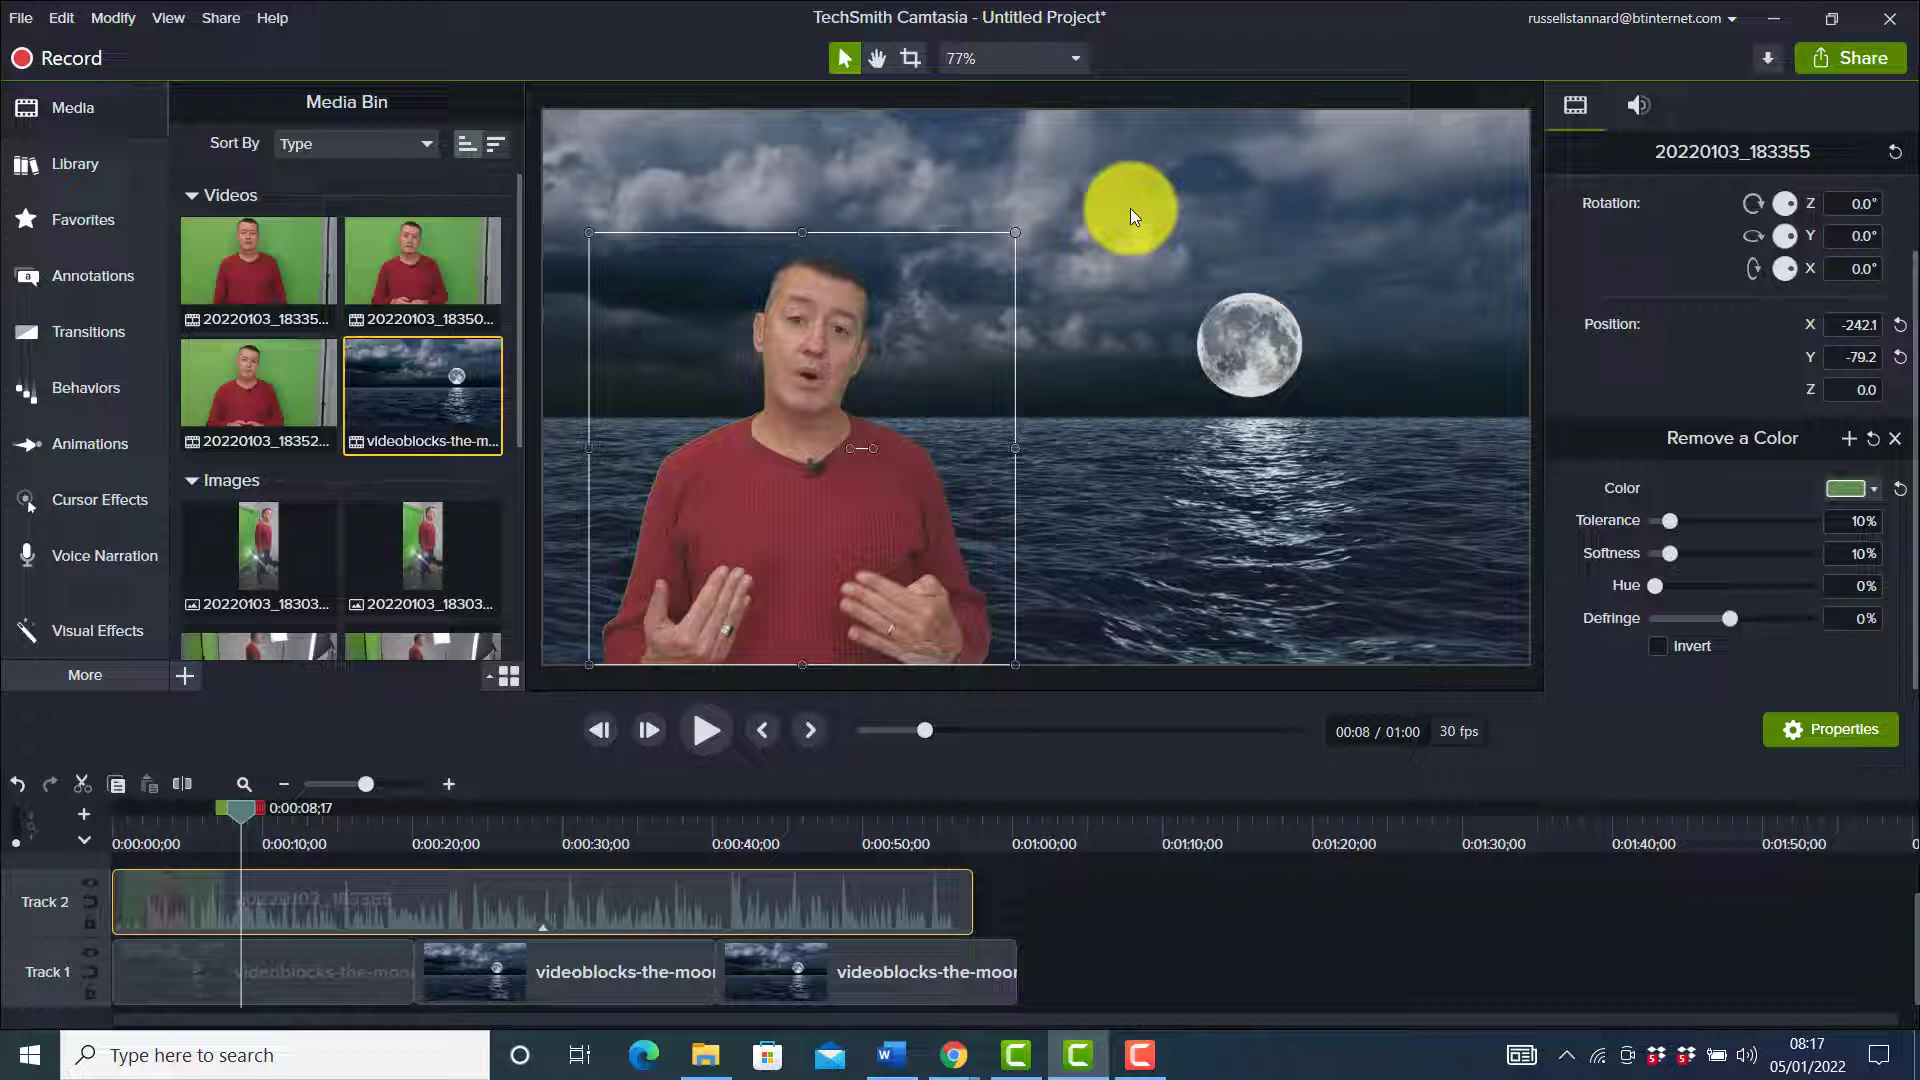 File Edit Modify View Share Help
TechSmith Camtasia - Untitled Project*
russellstannard@btinternet.com
Record
77%
Share
Media
Library
Favorites
Annotations
Transitions
Behaviors
Animations
Cursor Effects
Voice Narration
Visual Effects
More
Media Bin
Sort By Type
Videos
20220103_18335... 20220103_18350...
20220103_18352... videoblocks-the-m...
Images
20220103_18303... 20220103_18303...
20220103_183355
Rotation: Z 0.0°
Y 0.0°
X 0.0°
Position: X -242.1
Y -79.2
Z 0.0
Remove a Color
Color
Tolerance 10%
Softness 10%
Hue 0%
Defringe 0%
Invert
00:08 / 01:00 30 fps
Properties
0:00:08;17
0:00:00;00 0:00:10;00 0:00:20;00 0:00:30;00 0:00:40;00 0:00:50;00 0:01:00;00 0:01:10;00 0:01:20;00 0:01:30;00 0:01:40;00 0:01:50;00
Track 2 20220103_183355
Track 1 videoblocks-the-moo videoblocks-the-moo videoblocks-the-moo
Type here to search
08:17
05/01/2022